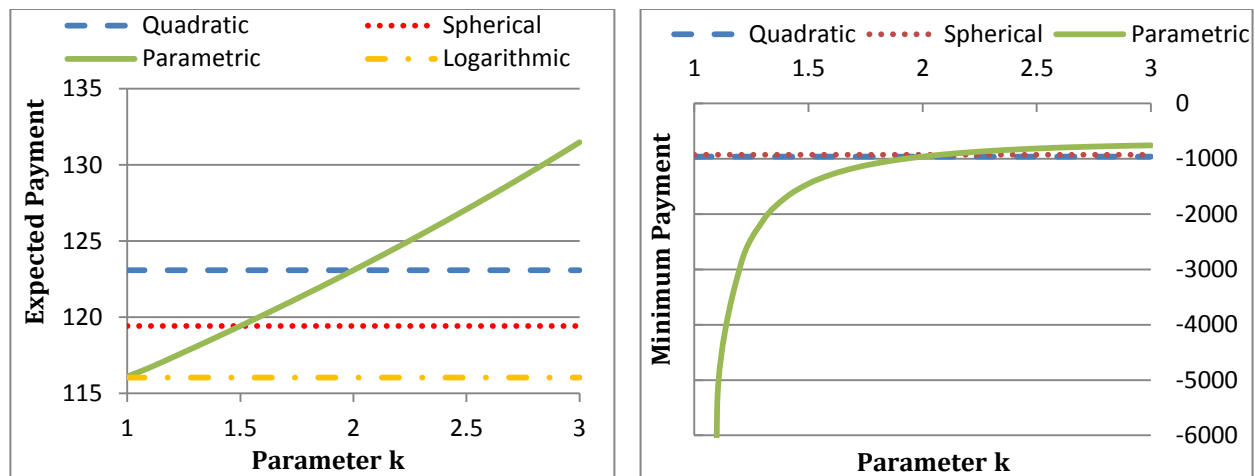 Quadratic Spherical
Parametric Logarithmic
135
130
125
120
115
Expected Payment
1 1.5 2 2.5 3
Parameter k
Quadratic Spherical Parametric
1 1.5 2 2.5 3
0
-1000
-2000
-3000
-4000
-5000
-6000
Minimum Payment
Parameter k